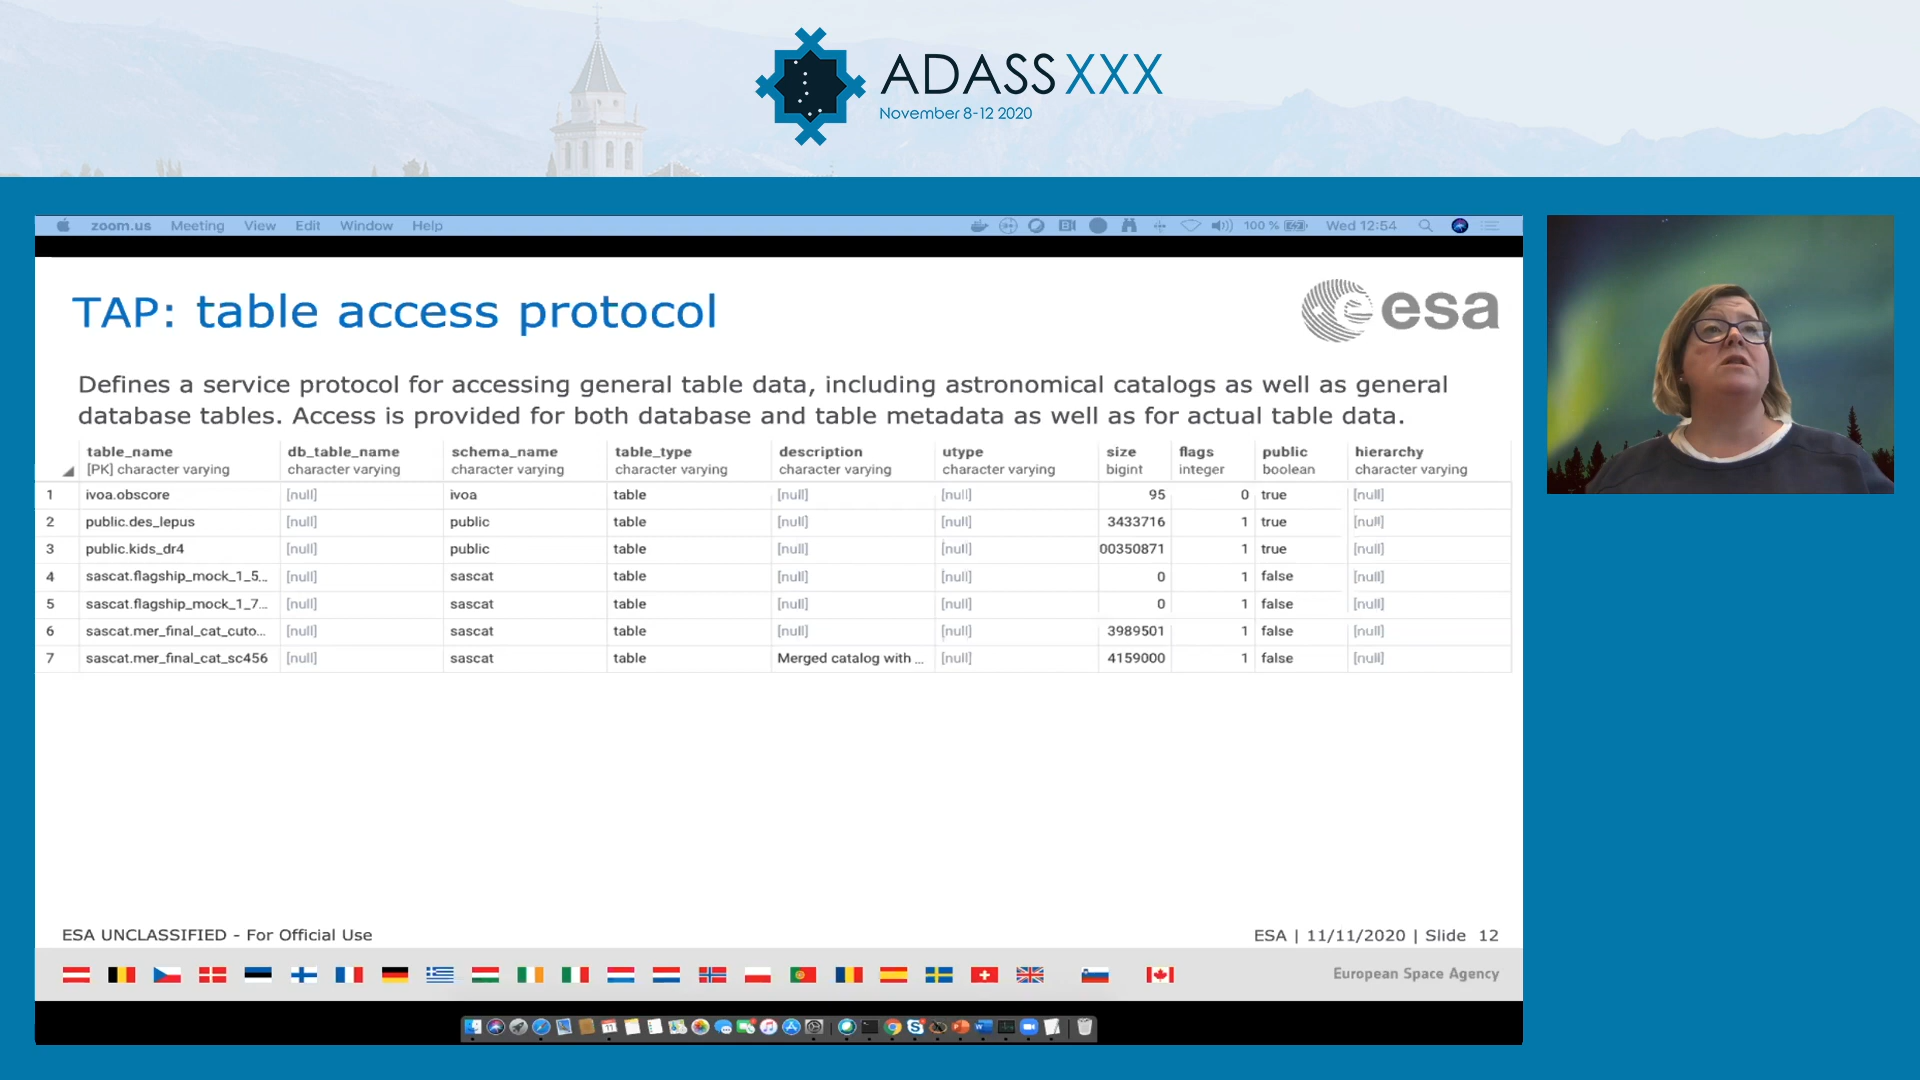 ADASS XXX
November 8-12 2020
zoom.us Meeting View Edit Window Help 100 % Wed 12:54
TAP: table access protocol
esa
Defines a service protocol for accessing general table data, including astronomical catalogs as well as general
database tables. Access is provided for both database and table metadata as well as for actual table data.
table_name db_table_name schema_name table_type description utype size flags public hierarchy
[PK] character varying character varying character varying character varying character varying character varying bigint integer boolean character varying
1 ivoa.obscore [null] ivoa table [null] [null] 95 0 true [null]
2 public.des_lepus [null] public table [null] [null] 3433716 1 true [null]
3 public.kids_dr4 [null] public table [null] [null] 00350871 1 true [null]
4 sascat.flagship_mock_1_5... [null] sascat table [null] [null] 0 1 false [null]
5 sascat.flagship_mock_1_7... [null] sascat table [null] [null] 0 1 false [null]
6 sascat.mer_final_cat_cuto... [null] sascat table [null] [null] 3989501 1 false [null]
7 sascat.mer_final_cat_sc456 [null] sascat table Merged catalog with ... [null] 4159000 1 false [null]
ESA UNCLASSIFIED - For Official Use
ESA | 11/11/2020 | Slide 12
European Space Agency